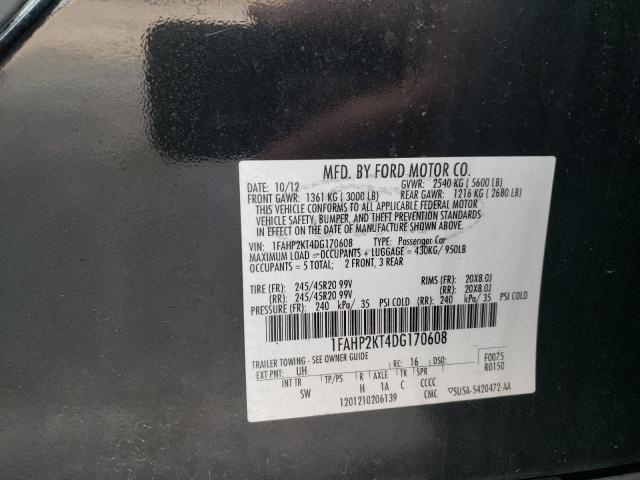 MFD. BY FORD MOTOR CO.
DATE: 10/12 GVWR: 2540 KG ( 5600 LB)
FRONT GAWR: 1361 KG ( 3000 LB) REAR GAWR: 1216 KG ( 2680 LB)
THIS VEHICLE CONFORMS TO ALL APPLICABLE FEDERAL MOTOR
VEHICLE SAFETY, BUMPER, AND THEFT PREVENTION STANDARDS
IN EFFECT ON THE DATE OF MANUFACTURE SHOWN ABOVE.
VIN: 1FAHP2KT4DG170608 TYPE: Passenger Car
MAXIMUM LOAD =OCCUPANTS + LUGGAGE = 430KG/ 950LB
OCCUPANTS = 5 TOTAL; 2 FRONT, 3 REAR
TIRE (FR): 245/45R20 99V RIMS (FR): 20X8.0J
(RR): 245/45R20 99V (RR): 20X8.0J
PRESSURE (FR): 240 kPa/ 35 PSI COLD (RR): 240 kPa/ 35 PSI COLD
1FAHP2KT4DG170608
TRAILER TOWING - SEE OWNER GUIDE
EXT PNT: UH RC: 16 DSO: F0075
R0150
INT TR TP/PS R AXLE TR SPR
SW H 1A C CCCC
1201210206139 CMC ▽5U5A-5420472-AA